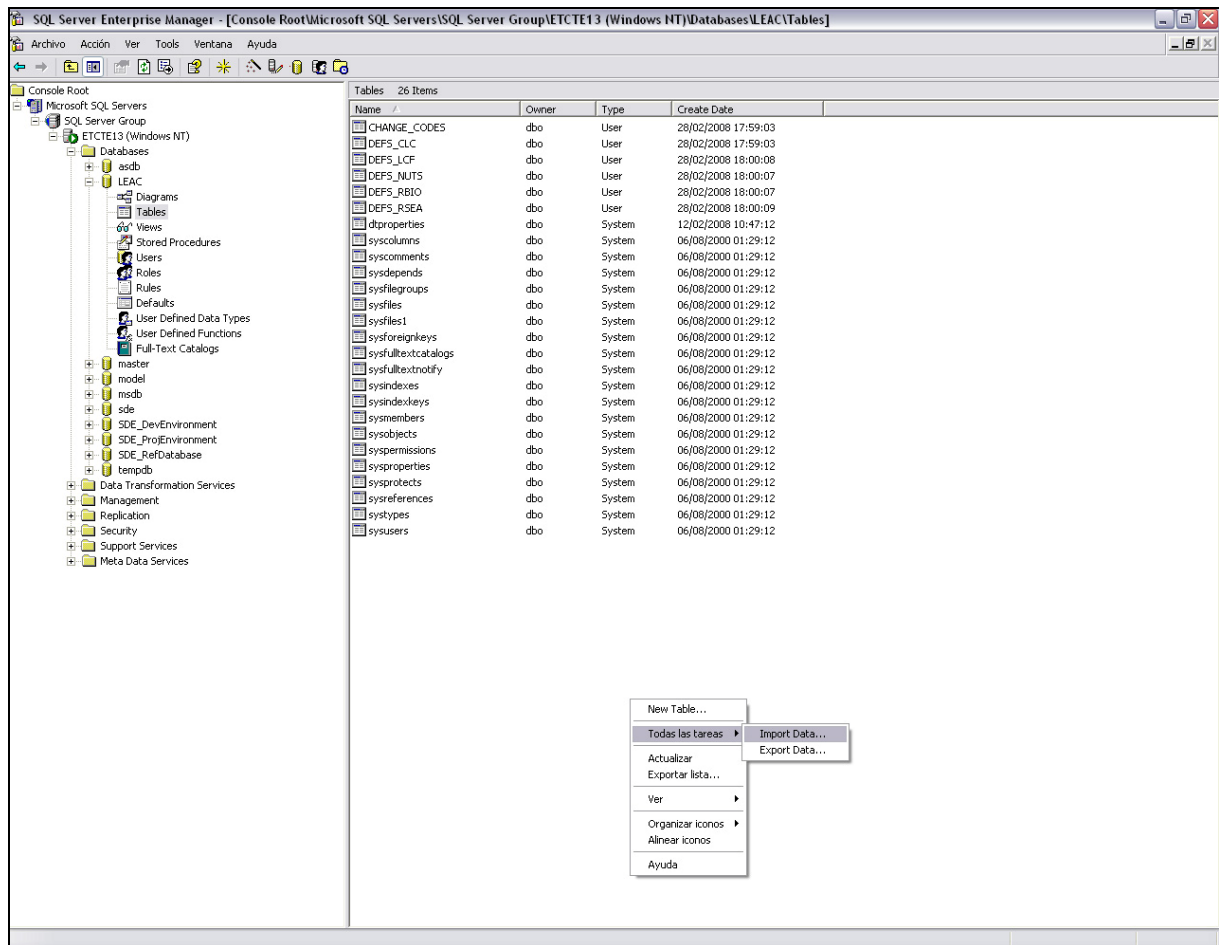 SQL Server Enterprise Manager - [Console Root\Microsoft SQL Servers\SQL Server Group\ETCTE13 (Windows NT)\Databases\LEAC\Tables]
Archivo Acción Ver Tools Ventana Ayuda
Console Root
Microsoft SQL Servers
SQL Server Group
ETCTE13 (Windows NT)
Databases
asdb
LEAC
Diagrams
Tables
Views
Stored Procedures
Users
Roles
Rules
Defaults
User Defined Data Types
User Defined Functions
Full-Text Catalogs
master
model
msdb
sde
SDE_DevEnvironment
SDE_ProjEnvironment
SDE_RefDatabase
tempdb
Data Transformation Services
Management
Replication
Security
Support Services
Meta Data Services
Tables 26 Items
Name Owner Type Create Date
CHANGE_CODES dbo User 28/02/2008 17:59:03
DEFS_CLC dbo User 28/02/2008 17:59:03
DEFS_LCF dbo User 28/02/2008 18:00:08
DEFS_NUTS dbo User 28/02/2008 18:00:07
DEFS_RBIO dbo User 28/02/2008 18:00:07
DEFS_RSEA dbo User 28/02/2008 18:00:09
dtproperties dbo System 12/02/2008 10:47:12
syscolumns dbo System 06/08/2000 01:29:12
syscomments dbo System 06/08/2000 01:29:12
sysdepends dbo System 06/08/2000 01:29:12
sysfilegroups dbo System 06/08/2000 01:29:12
sysfiles dbo System 06/08/2000 01:29:12
sysfiles1 dbo System 06/08/2000 01:29:12
sysforeignkeys dbo System 06/08/2000 01:29:12
sysfulltextcatalogs dbo System 06/08/2000 01:29:12
sysfulltextnotify dbo System 06/08/2000 01:29:12
sysindexes dbo System 06/08/2000 01:29:12
sysindexkeys dbo System 06/08/2000 01:29:12
sysmembers dbo System 06/08/2000 01:29:12
sysobjects dbo System 06/08/2000 01:29:12
syspermissions dbo System 06/08/2000 01:29:12
sysproperties dbo System 06/08/2000 01:29:12
sysprotects dbo System 06/08/2000 01:29:12
sysreferences dbo System 06/08/2000 01:29:12
systypes dbo System 06/08/2000 01:29:12
sysusers dbo System 06/08/2000 01:29:12
New Table...
Todas las tareas
Actualizar
Exportar lista...
Ver
Organizar iconos
Alinear iconos
Ayuda
Import Data...
Export Data...